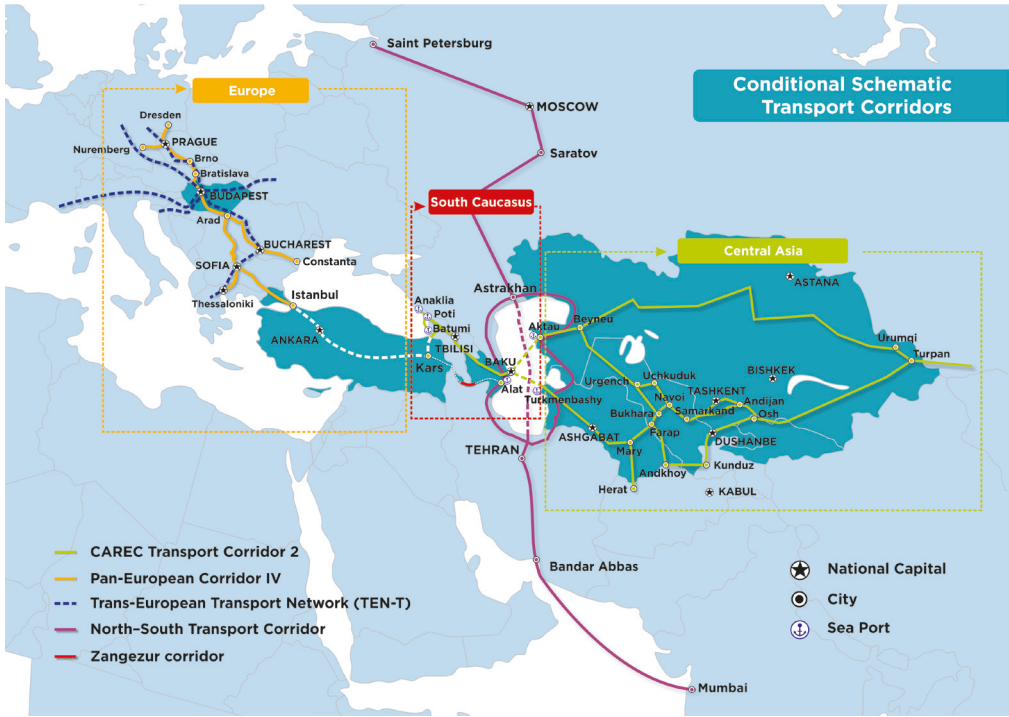 Conditional Schematic
Transport Corridors
Saint Petersburg
MOSCOW
Saratov
Europe
Dresden
PRAGUE
Nuremberg
Brno
Bratislava
BUDAPEST
Arad
BUCHAREST
Constanta
SOFIA
Thessaloniki
Istanbul
ANKARA
South Caucasus
Astrakhan
Anaklia
Poti
Batumi
TBILISI
Kars
BAKU
Alat
Central Asia
ASTANA
Aktau
Beyneu
Urumqi
Turpan
BISHKEK
Urgench
Uchkuduk
TASHKENT
Navoi
Andijan
Turkmenbashy
Bukhara
Samarkand
Osh
ASHGABAT
Farap
DUSHANBE
Mary
Andkhoy
Kunduz
Herat
KABUL
TEHRAN
Bandar Abbas
Mumbai
CAREC Transport Corridor 2
Pan-European Corridor IV
Trans-European Transport Network (TEN-T)
North–South Transport Corridor
Zangezur corridor
National Capital
City
Sea Port